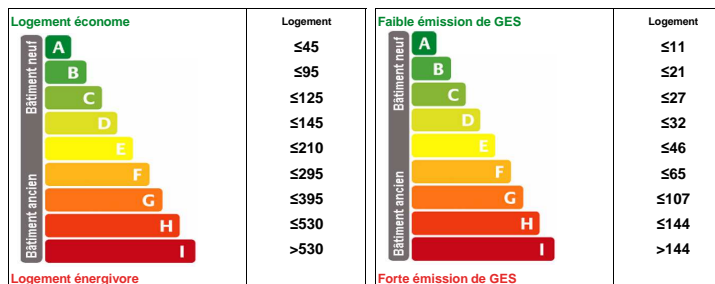 Logement économe Logement
Bâtiment neuf
Bâtiment ancien
A ≤45
B ≤95
C ≤125
D ≤145
E ≤210
F ≤295
G ≤395
H ≤530
I >530
Logement énergivore
Faible émission de GES Logement
Bâtiment neuf
Bâtiment ancien
A ≤11
B ≤21
C ≤27
D ≤32
E ≤46
F ≤65
G ≤107
H ≤144
I >144
Forte émission de GES